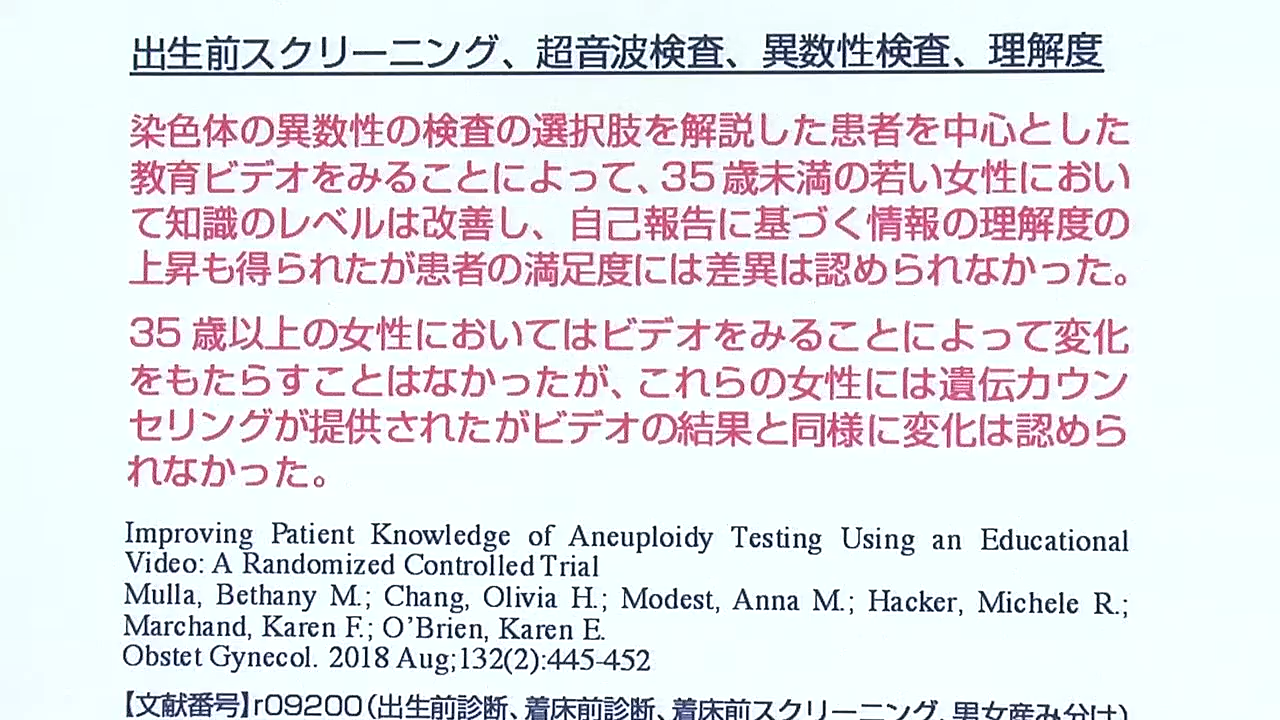 出生前スクリーニング、超音波検査、異数性検査、理解度
染色体の異数性の検査の選択肢を解説した患者を中心とした
教育ビデオをみることによって、35歳未満の若い女性におい
て知識のレベルは改善し、自己報告に基づく情報の理解度の
上昇も得られたが患者の満足度には差異は認められなかった。
35歳以上の女性においてはビデオをみることによって変化
をもたらすことはなかったが、これらの女性には遺伝カウン
セリングが提供されたがビデオの結果と同様に変化は認めら
れなかった。
Improving Patient Knowledge of Aneuploidy Testing Using an Educational
Video: A Randomized Controlled Trial
Mulla, Bethany M.; Chang, Olivia H.; Modest, Anna M.; Hacker, Michele R.;
Marchand, Karen F.; O’Brien, Karen E.
Obstet Gynecol. 2018 Aug;132(2):445-452
【文献番号】r09200(出生前診断、着床前診断、着床前スクリーニング、男女産み分け)